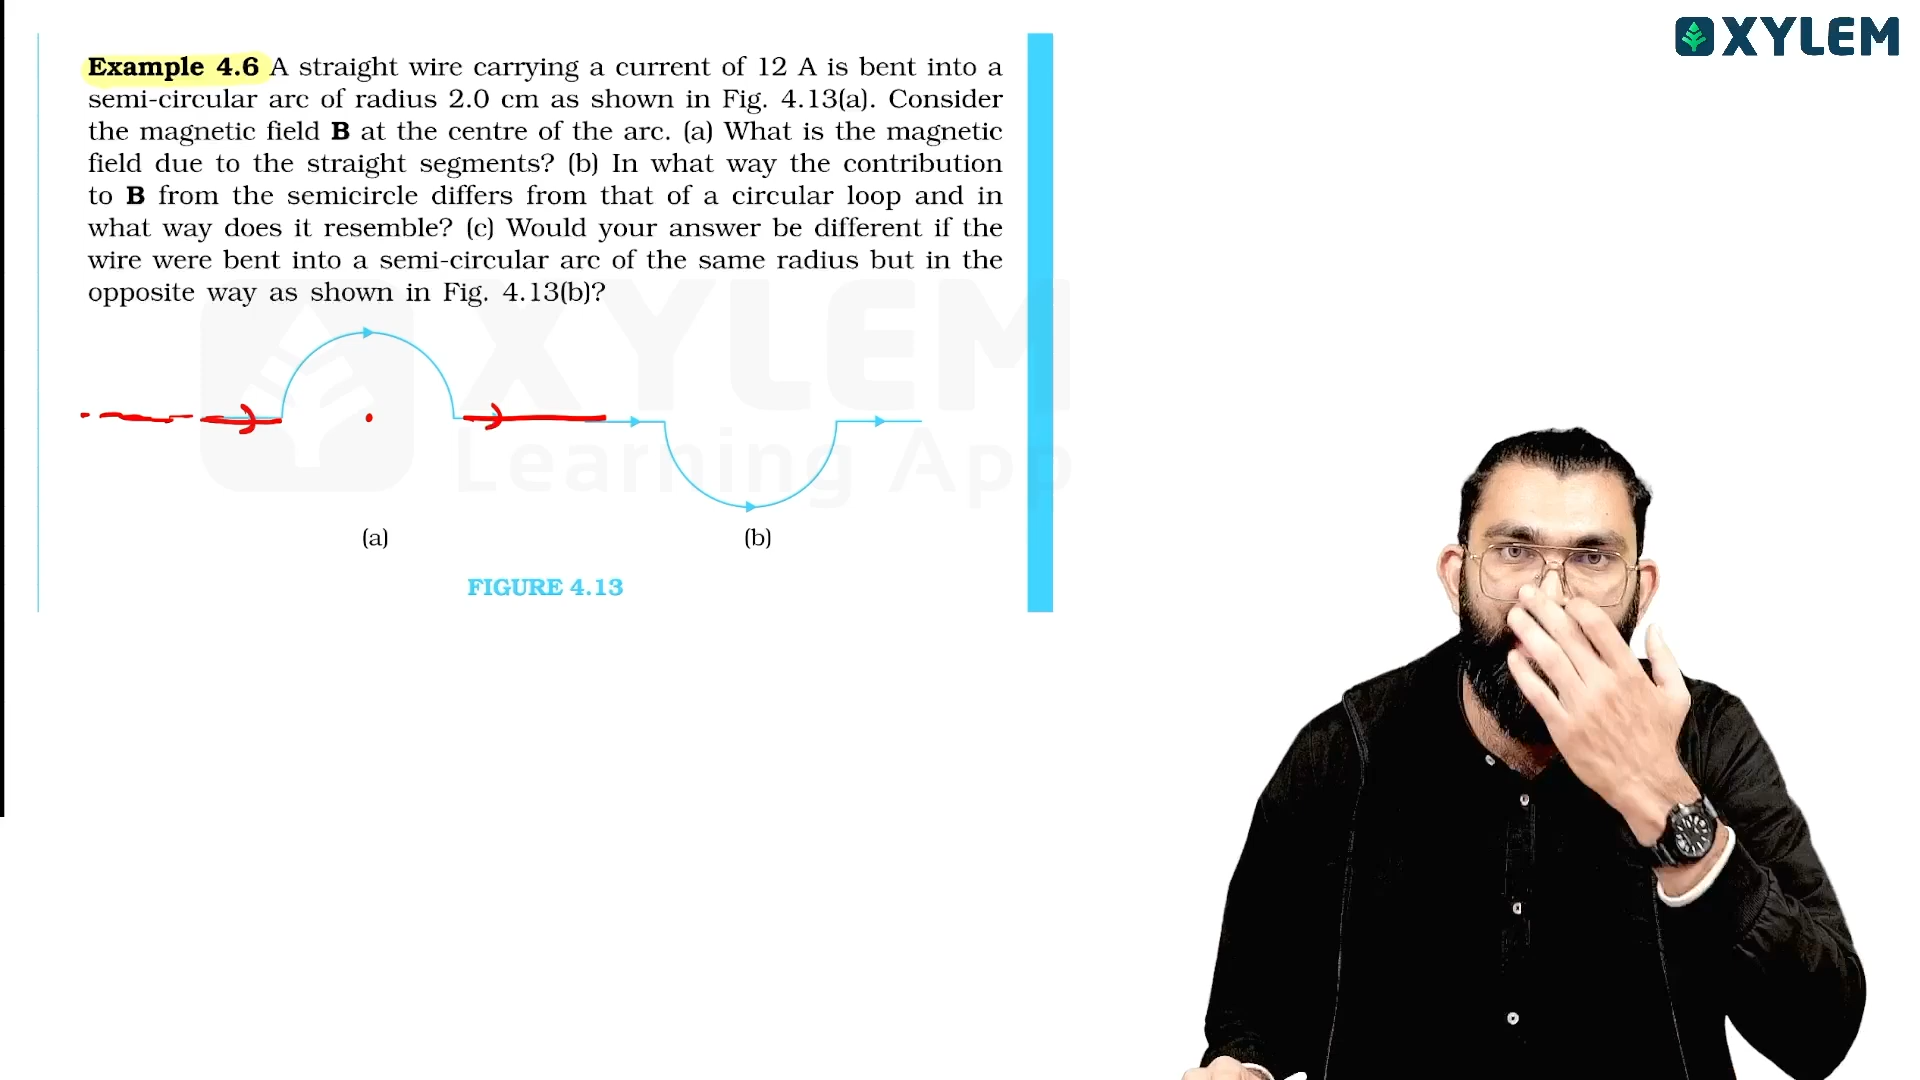 XYLEM
Example 4.6 A straight wire carrying a current of 12 A is bent into a
semi-circular arc of radius 2.0 cm as shown in Fig. 4.13(a). Consider
the magnetic field B at the centre of the arc. (a) What is the magnetic
field due to the straight segments? (b) In what way the contribution
to B from the semicircle differs from that of a circular loop and in
what way does it resemble? (c) Would your answer be different if the
wire were bent into a semi-circular arc of the same radius but in the
opposite way as shown in Fig. 4.13(b)?
XYLEM
Learning App
(a) (b)
FIGURE 4.13